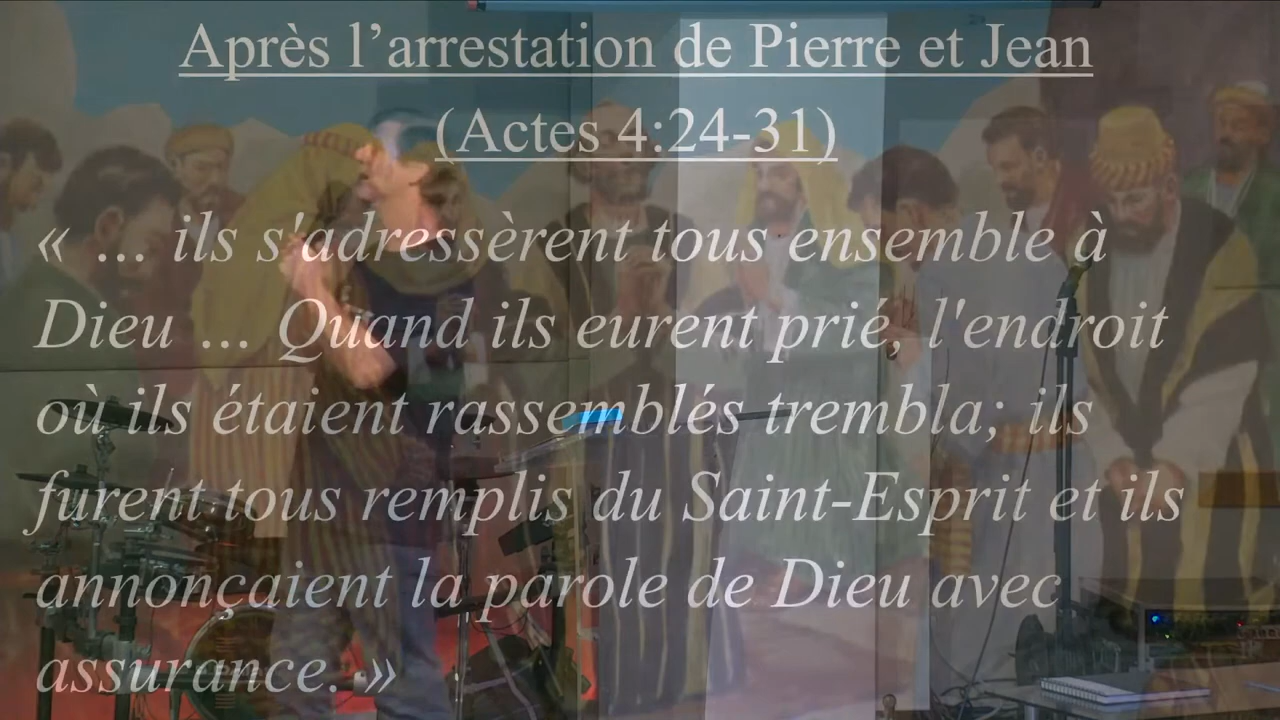 Après l’arrestation de Pierre et Jean
(Actes 4:24-31)
« ... ils s'adressèrent tous ensemble à
Dieu ... Quand ils eurent prié, l'endroit
où ils étaient rassemblés trembla; ils
furent tous remplis du Saint-Esprit et ils
annonçaient la parole de Dieu avec
assurance. »